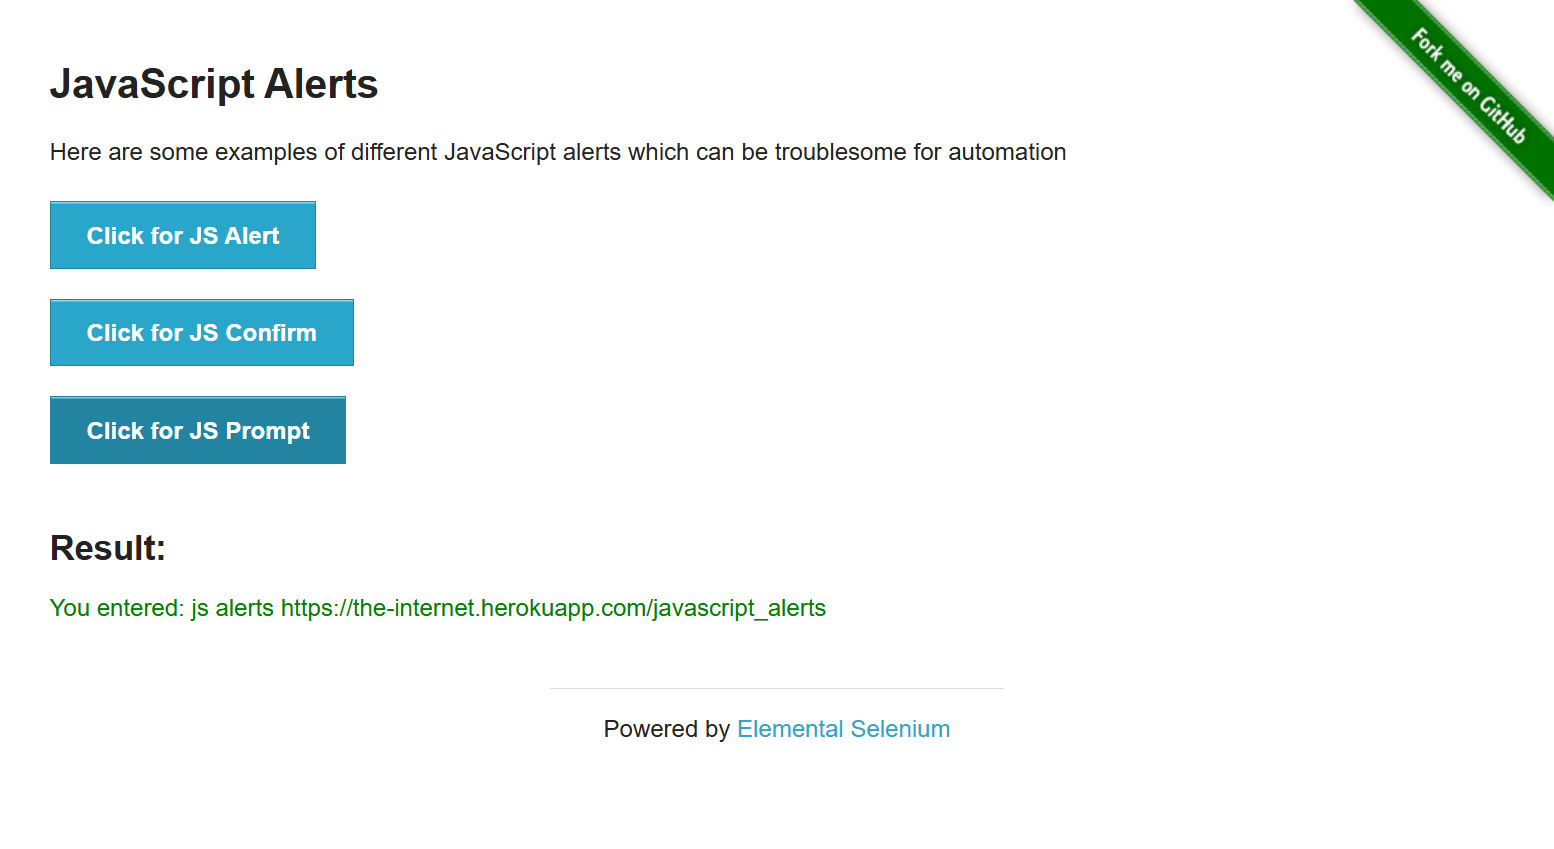 Fork me on GitHub
JavaScript Alerts
Here are some examples of different JavaScript alerts which can be troublesome for automation
Click for JS Alert
Click for JS Confirm
Click for JS Prompt
Result:
You entered: js alerts https://the-internet.herokuapp.com/javascript_alerts
Powered by Elemental Selenium